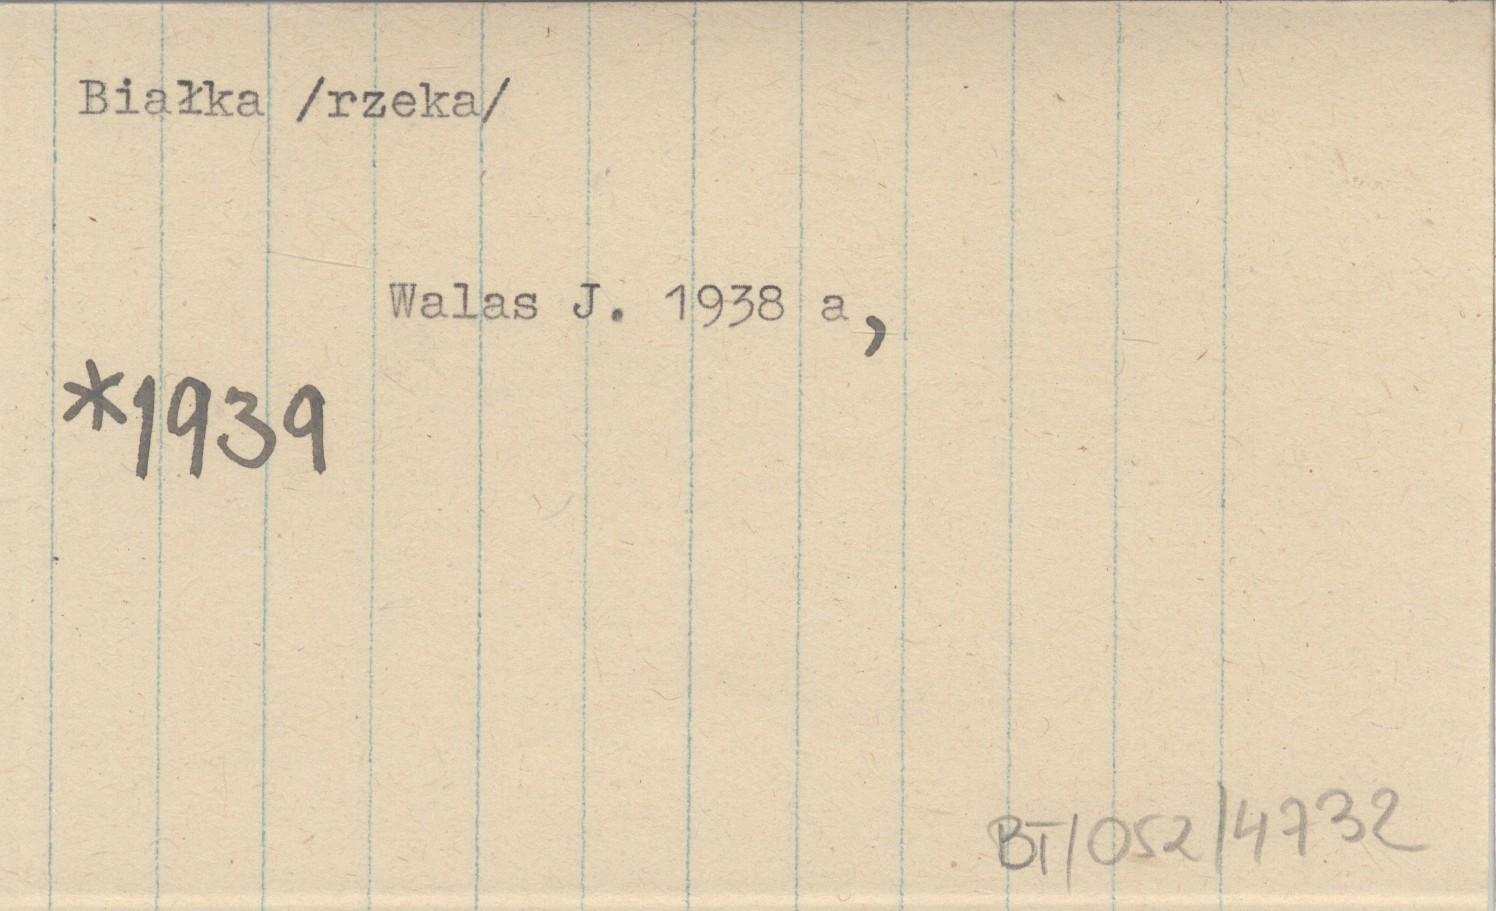 Białka /rzeka/
Walas J. 1938 a,
*1939
BT/052/4732